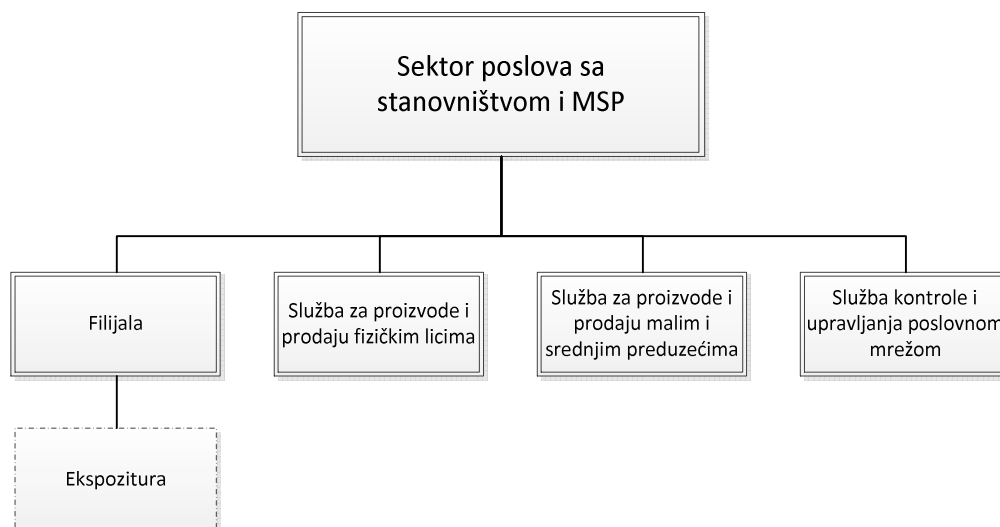 Sektor poslova sa
stanovništvom i MSP
Filijala
Služba za proizvode i
prodaju fizičkim licima
Služba za proizvode i
prodaju malim i
srednjim preduzećima
Služba kontrole i
upravljanja poslovnom
mrežom
Ekspozitura